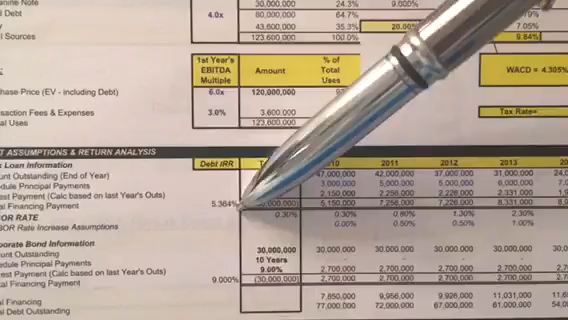 anine Note 30,000,000 24.3% 9.000%
l Debt 4.0x 80,000,000 64.7%
y 43,600,000 35.3% 20.00% 7.05%
l Sources 123,600,000 100.0% 9.84%
1st Year's EBITDA Multiple Amount % of Total Uses
WACD = 4.305%
hase Price (EV - including Debt) 6.0x 120,000,000
saction Fees & Expenses 3.0% 3,600,000
Tax Rate=
al Uses 123,600,000
T ASSUMPTIONS & RETURN ANALYSIS
Loan Information Debt IRR 2011 2012 2013
unt Outstanding (End of Year) 47,000,000 42,000,000 37,000,000 31,000,000
edule Principal Payments 3,000,000 5,000,000 5,000,000 6,000,000
est Payment (Calc based on last Year's Outs) 2,150,000 2,256,000 2,226,000 2,331,000
al Financing Payment 5.364% 5,150,000 7,256,000 7,226,000 8,331,000
OR RATE 0.30% 0.30% 0.80% 1.30% 2.30%
BOR Rate Increase Assumptions 0.00% 0.50% 0.50% 1.00%
orate Bond Information
unt Outstanding 30,000,000 30,000,000 30,000,000 30,000,000 30,000,000
edule Principal Payments 10 Years
est Payment (Calc based on last Year's Outs) 9.00% 2,700,000 2,700,000 2,700,000 2,700,000
tal Financing Payment 9.000% (30,000,000) 2,700,000 2,700,000 2,700,000 2,700,000
al Financing 7,850,000 9,956,000 9,926,000 11,031,000
al Debt Outstanding 77,000,000 72,000,000 67,000,000 61,000,000